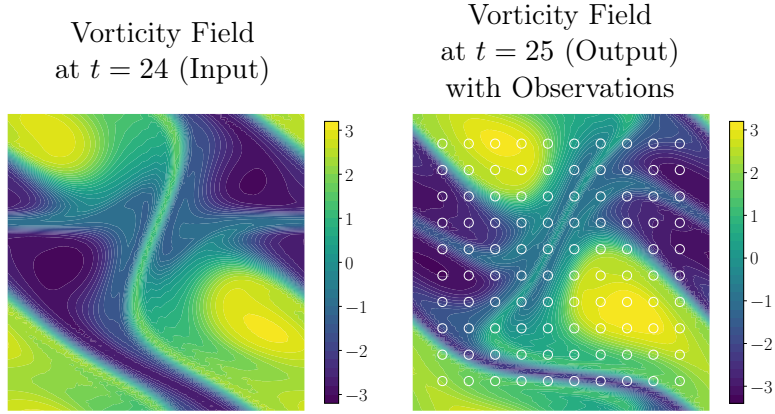 Vorticity Field
at t = 24 (Input)
Vorticity Field
at t = 25 (Output)
with Observations
3
2
1
0
−1
−2
−3
3
2
1
0
−1
−2
−3